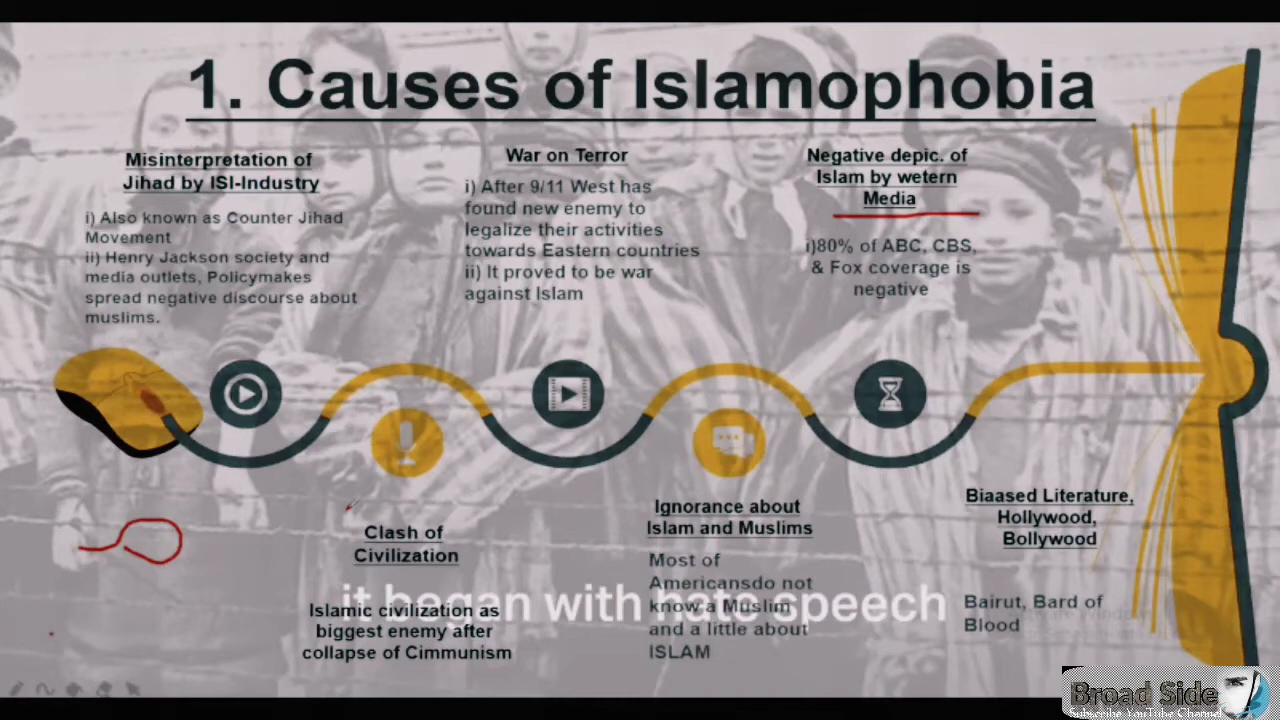 1. Causes of Islamophobia
Misinterpretation of
Jihad by ISI-Industry
i) Also known as Counter Jihad
Movement
ii) Henry Jackson society and
media outlets, Policymakes
spread negative discourse about
muslims.
War on Terror
i) After 9/11 West has
found new enemy to
legalize their activities
towards Eastern countries
ii) It proved to be war
against Islam
Negative depic. of
Islam by wetern
Media
i)80% of ABC, CBS,
& Fox coverage is
negative
Clash of
Civilization
Islamic civilization as
biggest enemy after
collapse of Cimmunism
Ignorance about
Islam and Muslims
Most of
Americansdo not
know a Muslim
and a little about
ISLAM
Biaased Literature,
Hollywood,
Bollywood
Bairut, Bard of
Blood
it began with hate speech
Broad Side
Subscribe YouTube Channel